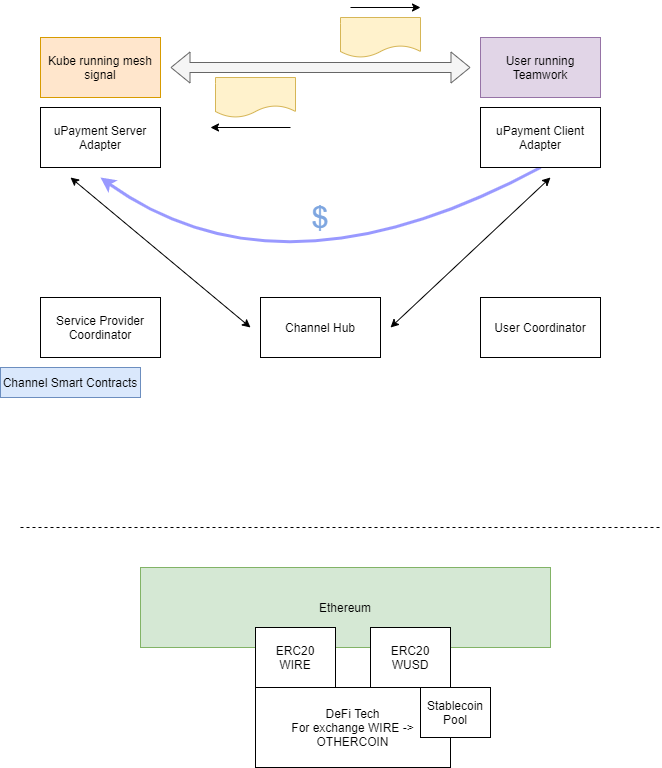 Kube running mesh
signal
User running
Teamwork
uPayment Server
Adapter
uPayment Client
Adapter
$
Service Provider
Coordinator
Channel Hub
User Coordinator
Channel Smart Contracts
Ethereum
ERC20
WIRE
ERC20
WUSD
DeFi Tech
For exchange WIRE ->
OTHERCOIN
Stablecoin
Pool